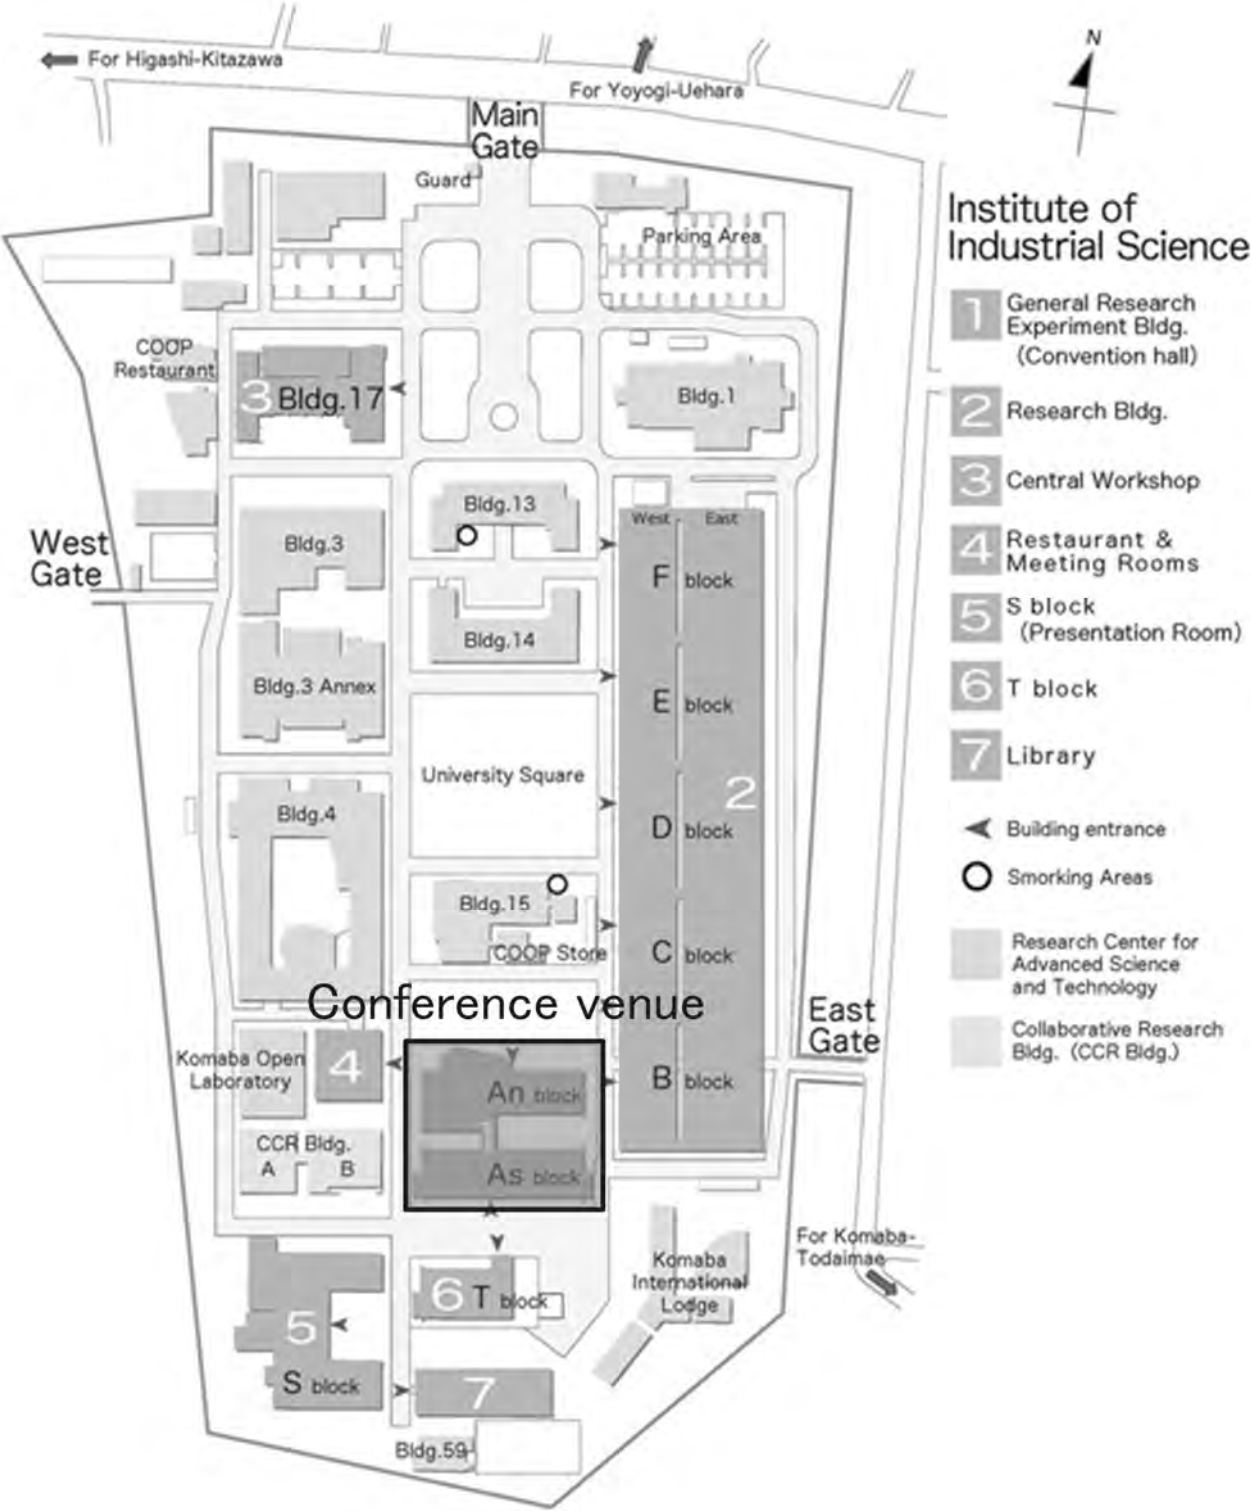 For Higashi-Kitazawa
For Yoyogi-Uehara
N
Main
Gate
Guard
Parking Area
COOP
Restaurant
3 Bldg.17
Bldg.1
Bldg.13
West East
West
Gate
Bldg.3
F block
Bldg.14
Bldg.3 Annex
E block
University Square
2
Bldg.4
D block
Bldg.15
COOP Store
C block
Conference venue
East
Gate
Komaba Open
Laboratory
4
An block
B block
CCR Bldg.
A B
As block
For Komaba-
Todaimae
Komaba
International
Lodge
6 T block
5
S block
7
Bldg.59
Institute of
Industrial Science
1 General Research
Experiment Bldg.
(Convention hall)
2 Research Bldg.
3 Central Workshop
4 Restaurant &
Meeting Rooms
5 S block
(Presentation Room)
6 T block
7 Library
Building entrance
Smorking Areas
Research Center for
Advanced Science
and Technology
Collaborative Research
Bldg. (CCR Bldg.)